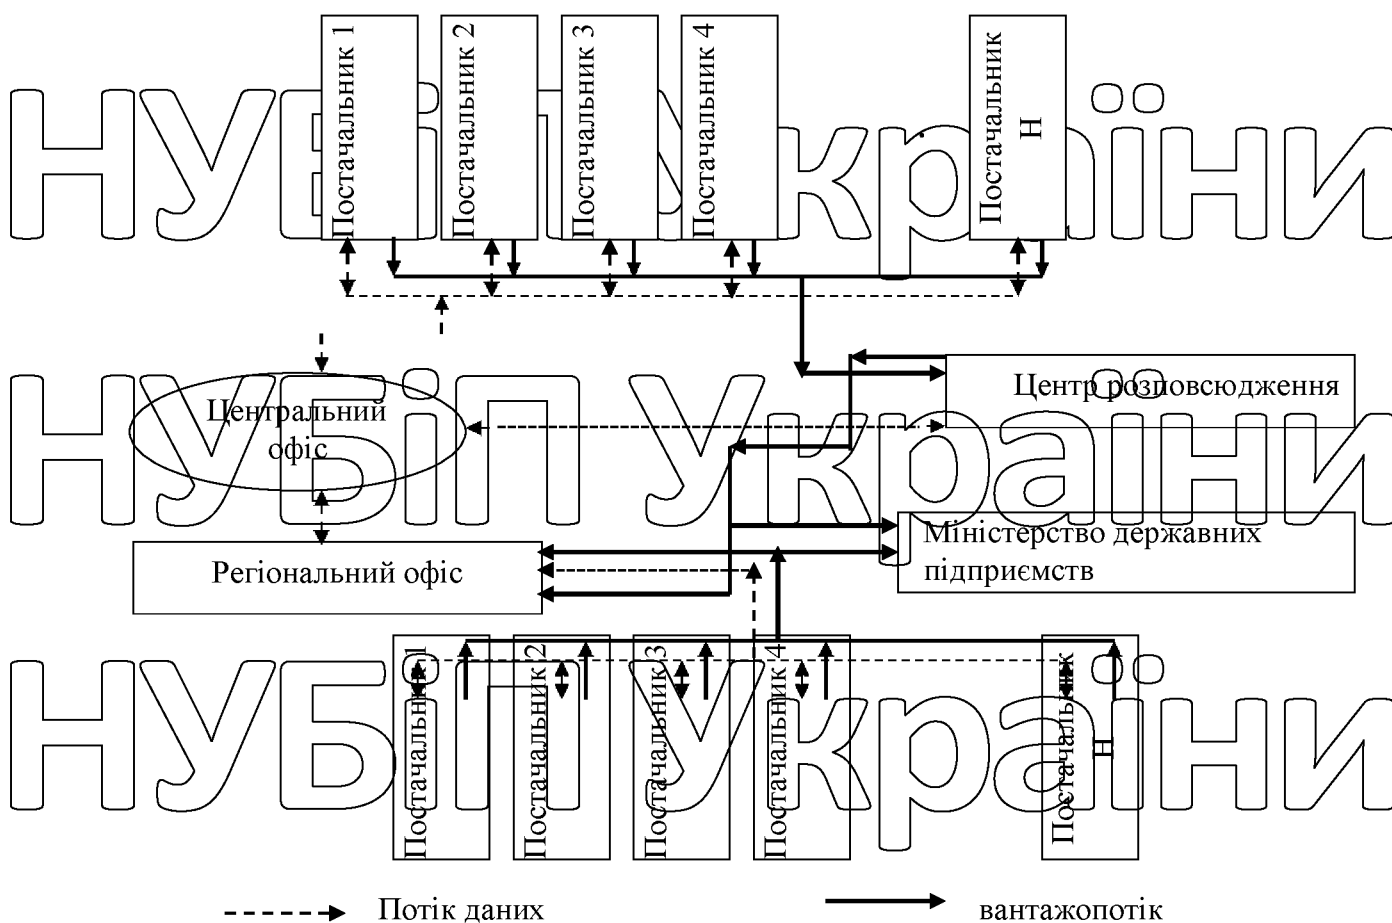 Постачальник 1
Постачальник 2
Постачальник 3
Постачальник 4
Постачальник
Н
НУБіП України
Центр розповсюдження
Центральний
офіс
НУБіП України
Міністерство державних
підприємств
Регіональний офіс
Постачальник 1
Постачальник 2
Постачальник 3
Постачальник 4
Постачальник
Н
НУБіП України
Потік даних
вантажопотік